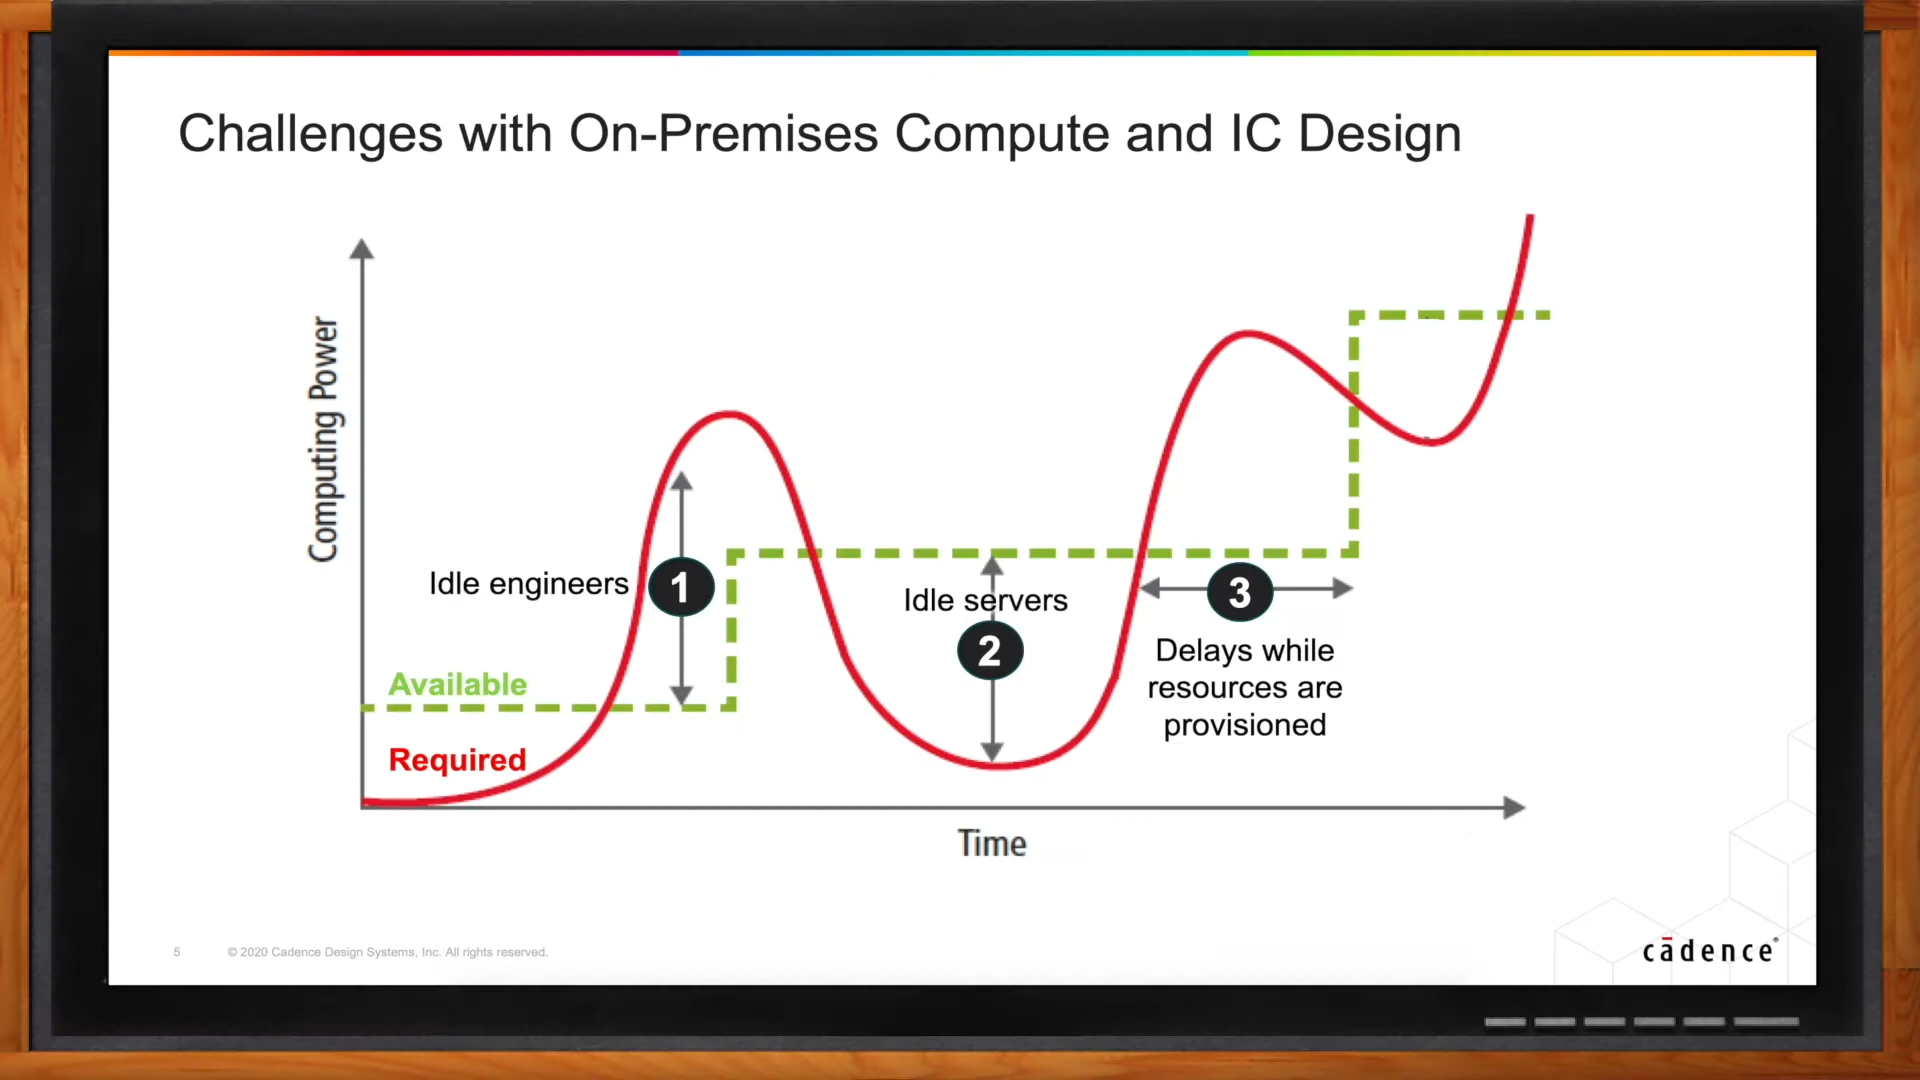 Challenges with On-Premises Compute and IC Design
Computing Power
Idle engineers
1
Available
Required
Idle servers
2
3
Delays while
resources are
provisioned
Time
5
© 2020 Cadence Design Systems, Inc. All rights reserved.
cādence®